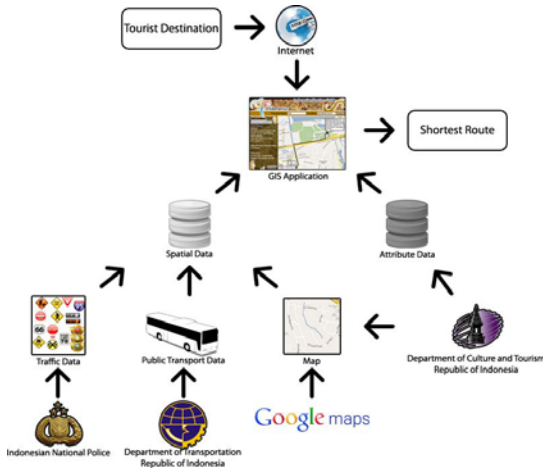 Tourist Destination
Internet
GIS Application
Shortest Route
Spatial Data
Attribute Data
Traffic Data
Public Transport Data
Map
Department of Culture and Tourism
Republic of Indonesia
Indonesian National Police
Department of Transportation
Republic of Indonesia
Google maps